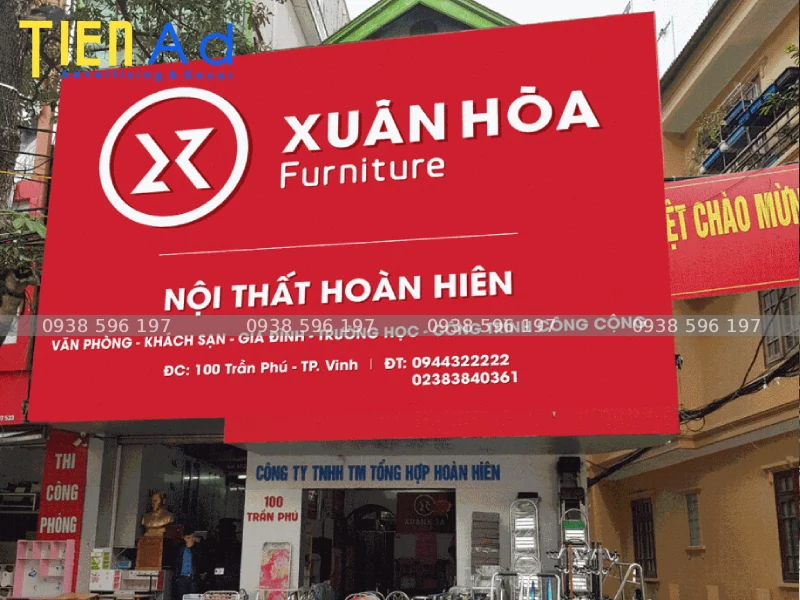 TIEN Ad
Advertising & Decor
XUÂN HÒA
Furniture
NỘI THẤT HOÀN HIÊN
0938 596 197 0938 596 197 0938 596 197 0938 596 197
VĂN PHÒNG - KHÁCH SẠN - GIA ĐÌNH - TRƯỜNG HỌC - CÔNG TRÌNH CÔNG CỘNG
ĐC: 100 Trần Phú - TP. Vinh | ĐT: 0944322222
02383840361
ỆT CHÀO MỪN
THI
CÔNG
PHÓNG
CÔNG TY TNHH TM TỔNG HỢP HOÀN HIÊN
100
TRẦN PHÚ
XUÂN HÒA